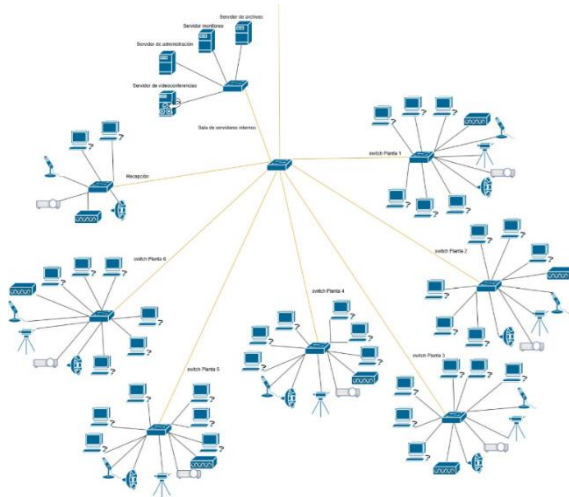 Servidor de archivos
Servidor monitoreo
Servidor de administración
Servidor de videoconferencias
Sala de servidores internos
switch Planta 1
Recepción
switch Planta 2
switch Planta 6
switch Planta 4
switch Planta 3
switch Planta 5